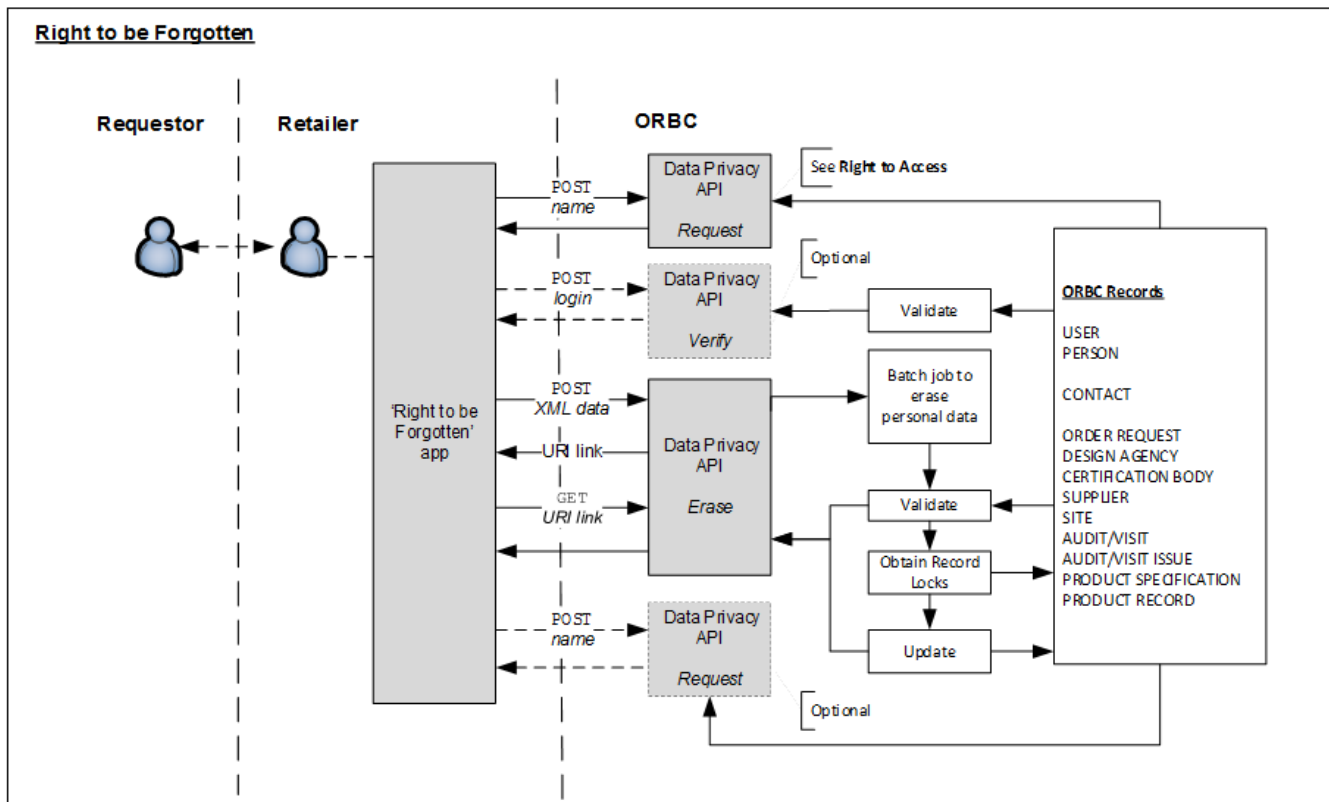 Right to be Forgotten
Requestor
Retailer
ORBC
'Right to be
Forgotten'
app
POST
name
Data Privacy
API
Request
See Right to Access
POST
login
Data Privacy
API
Verify
Optional
Validate
POST
XML data
URI link
GET
URI link
Data Privacy
API
Erase
Batch job to
erase
personal data
Validate
Obtain Record
Locks
Update
POST
name
Data Privacy
API
Request
Optional
ORBC Records
USER
PERSON
CONTACT
ORDER REQUEST
DESIGN AGENCY
CERTIFICATION BODY
SUPPLIER
SITE
AUDIT/VISIT
AUDIT/VISIT ISSUE
PRODUCT SPECIFICATION
PRODUCT RECORD